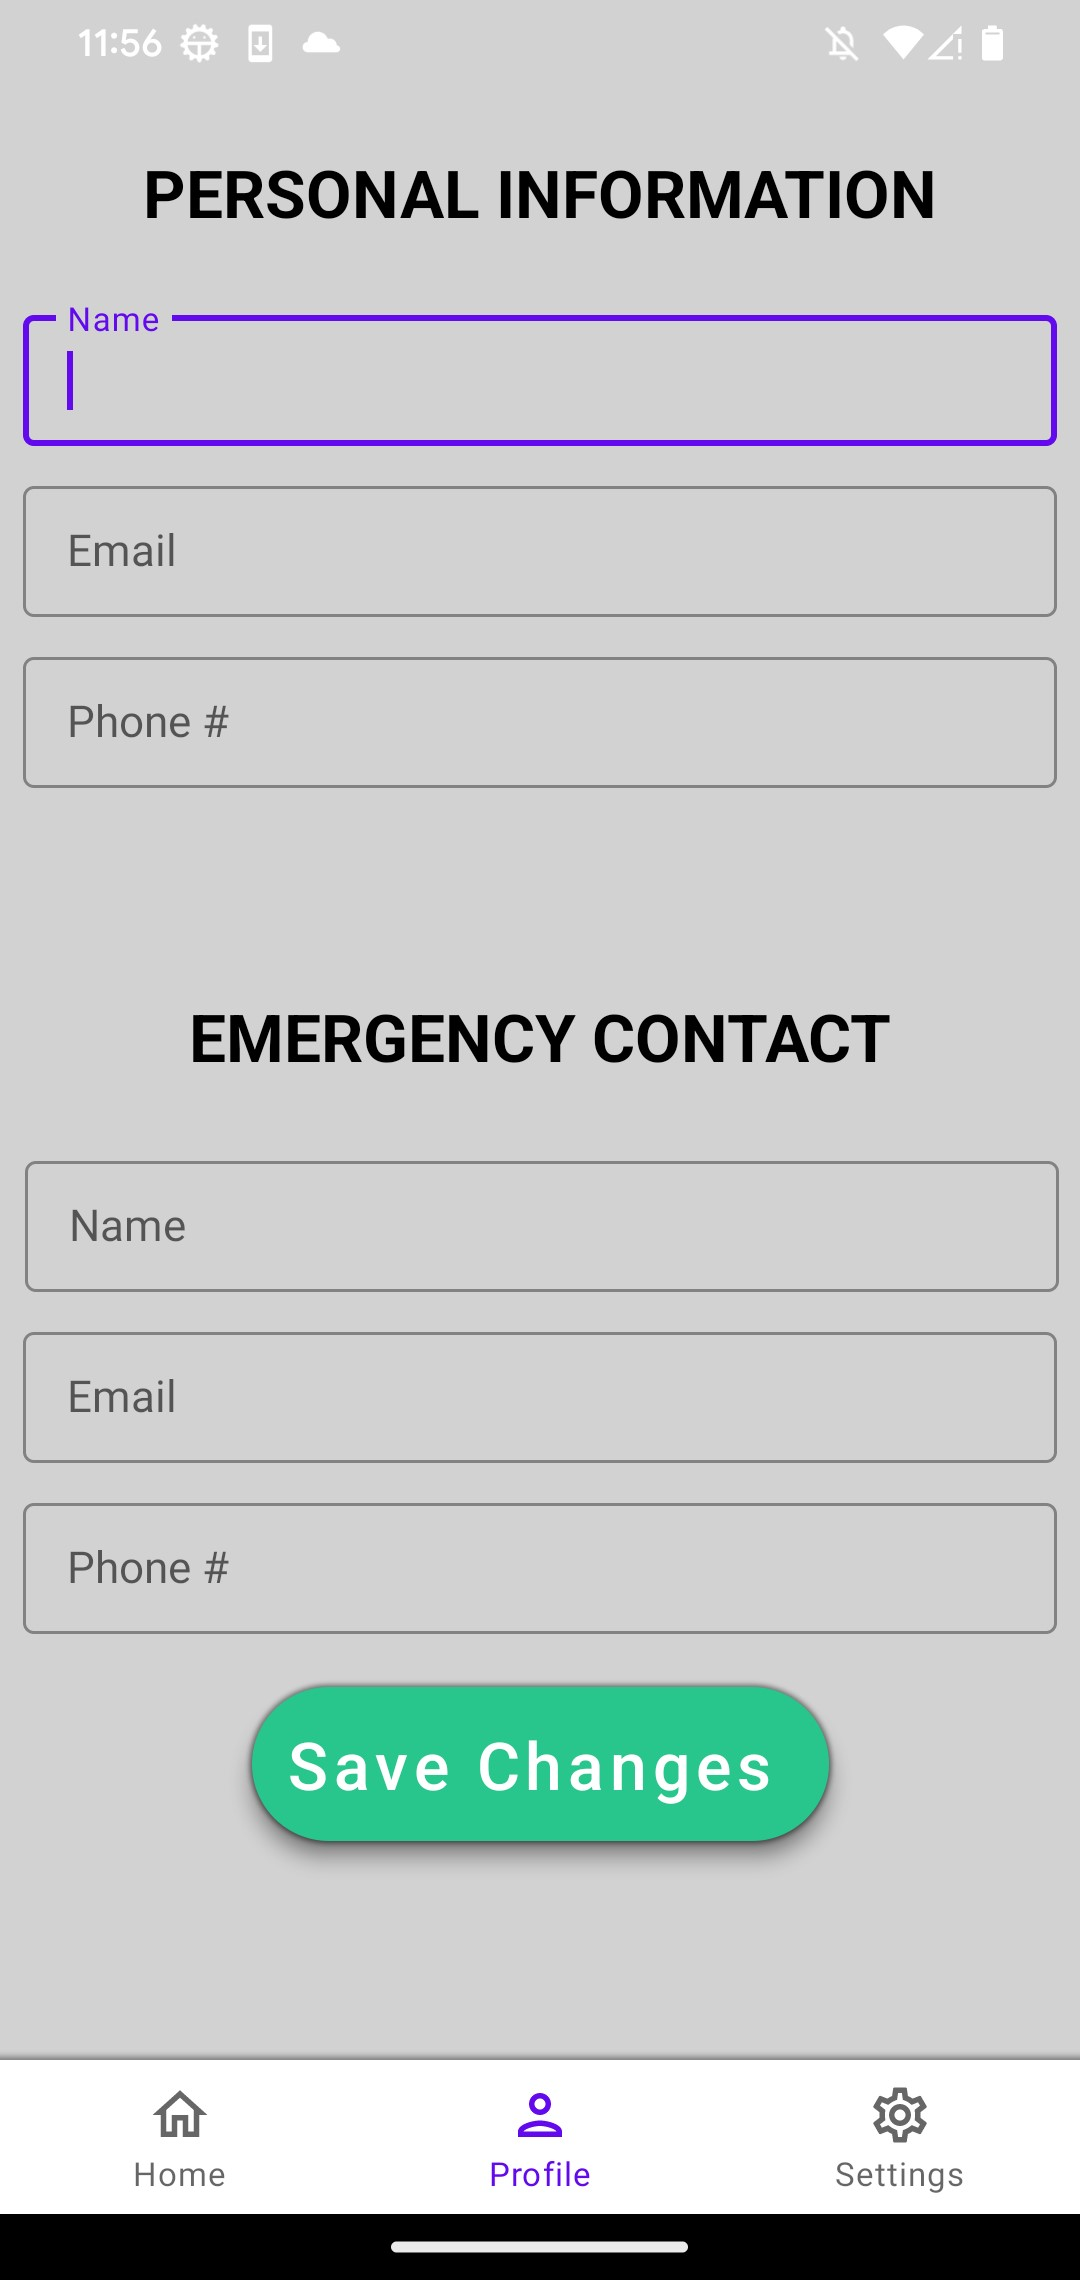 11:56
PERSONAL INFORMATION
Name
Email
Phone #
EMERGENCY CONTACT
Name
Email
Phone #
Save Changes
Home Profile Settings